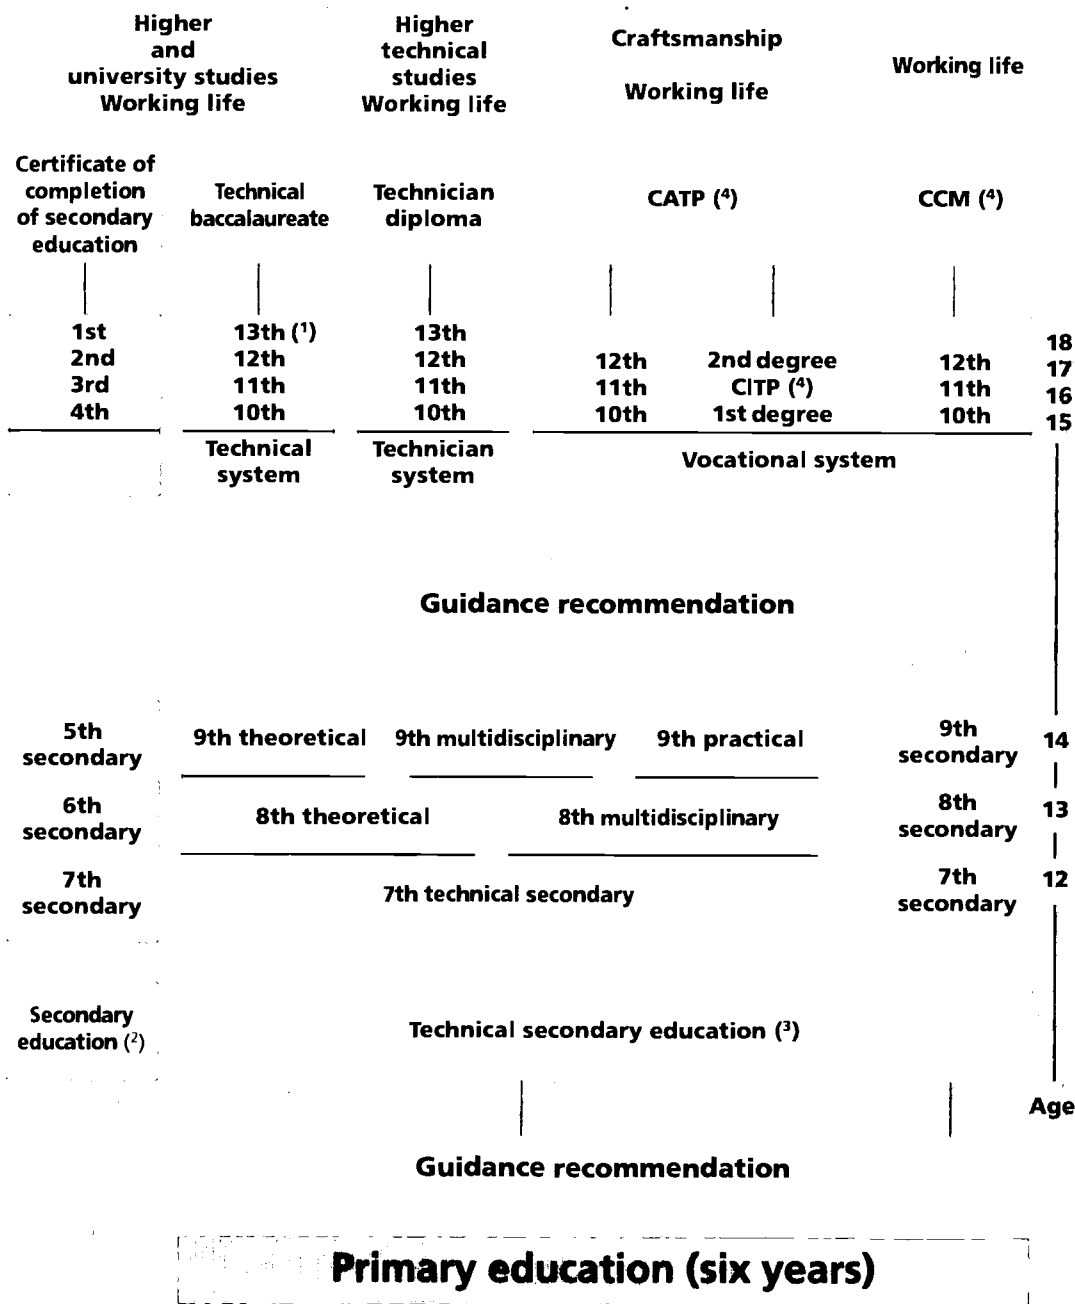 Higher
and
university studies
Working life
Higher
technical
studies
Working life
Craftsmanship
Working life
Working life
Certificate of
completion
of secondary
education
Technical
baccalaureate
Technician
diploma
CATP (⁴)
CCM (⁴)
1st 13th (¹) 13th 18
2nd 12th 12th 12th 2nd degree 12th 17
3rd 11th 11th 11th CITP (⁴) 11th 16
4th 10th 10th 10th 1st degree 10th 15
Technical
system
Technician
system
Vocational system
Guidance recommendation
5th
secondary
9th theoretical 9th multidisciplinary 9th practical
9th
secondary
14
6th
secondary
8th theoretical 8th multidisciplinary
8th
secondary
13
7th
secondary
7th technical secondary
7th
secondary
12
Secondary
education (²)
Technical secondary education (³)
Age
Guidance recommendation
Primary education (six years)